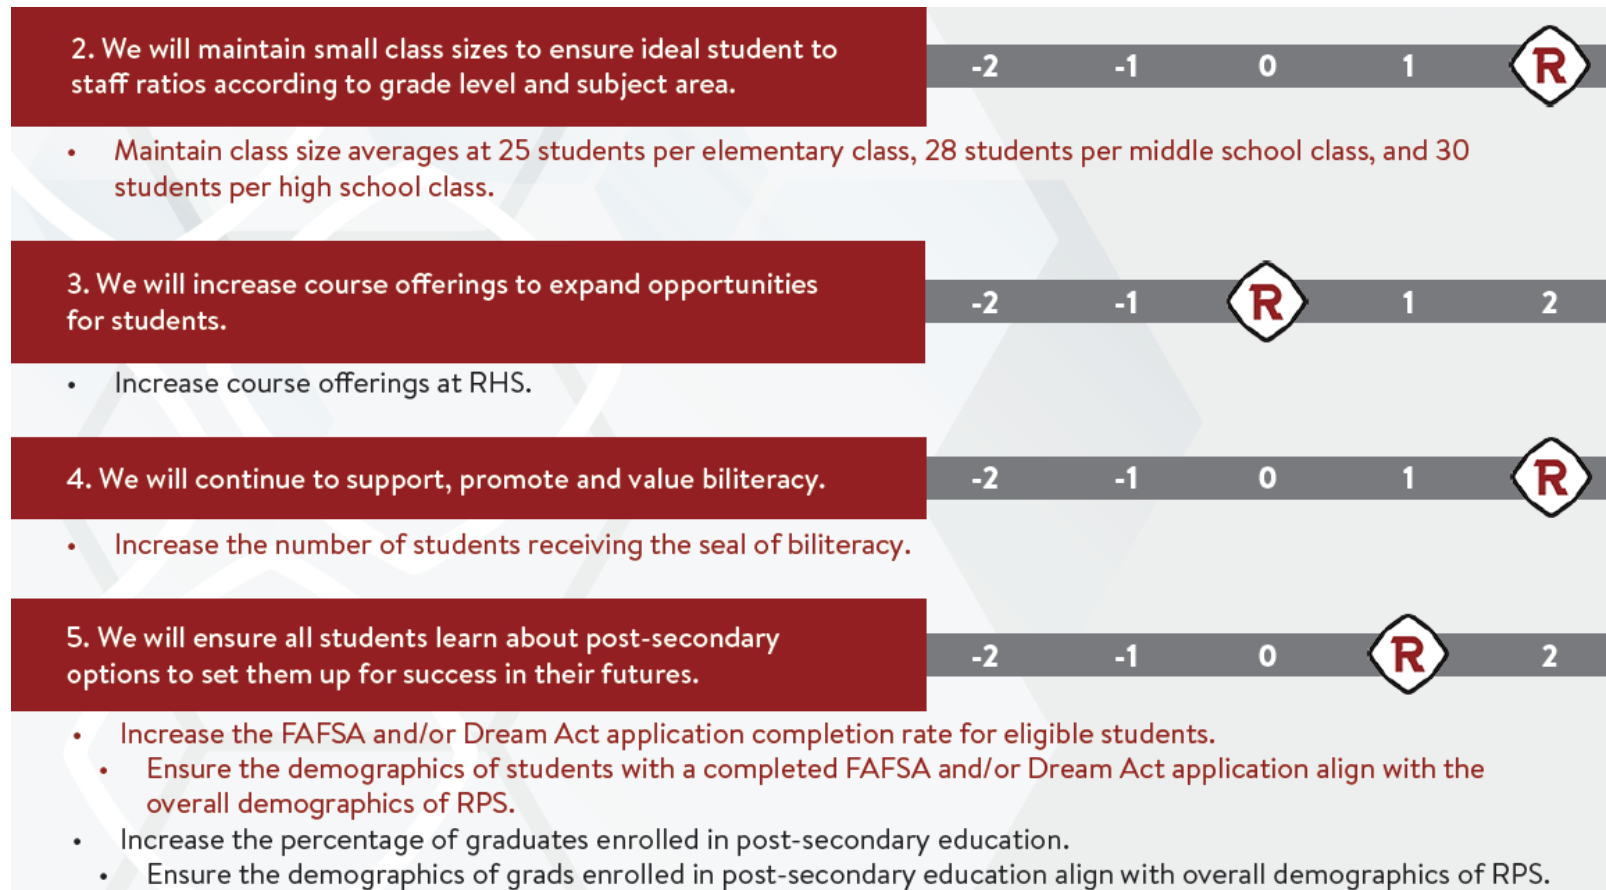 2. We will maintain small class sizes to ensure ideal student to
staff ratios according to grade level and subject area.
-2 -1 0 1 R
• Maintain class size averages at 25 students per elementary class, 28 students per middle school class, and 30
students per high school class.
3. We will increase course offerings to expand opportunities
for students.
-2 -1 R 1 2
• Increase course offerings at RHS.
4. We will continue to support, promote and value biliteracy.
-2 -1 0 1 R
• Increase the number of students receiving the seal of biliteracy.
5. We will ensure all students learn about post-secondary
options to set them up for success in their futures.
-2 -1 0 R 2
• Increase the FAFSA and/or Dream Act application completion rate for eligible students.
• Ensure the demographics of students with a completed FAFSA and/or Dream Act application align with the
overall demographics of RPS.
• Increase the percentage of graduates enrolled in post-secondary education.
• Ensure the demographics of grads enrolled in post-secondary education align with overall demographics of RPS.